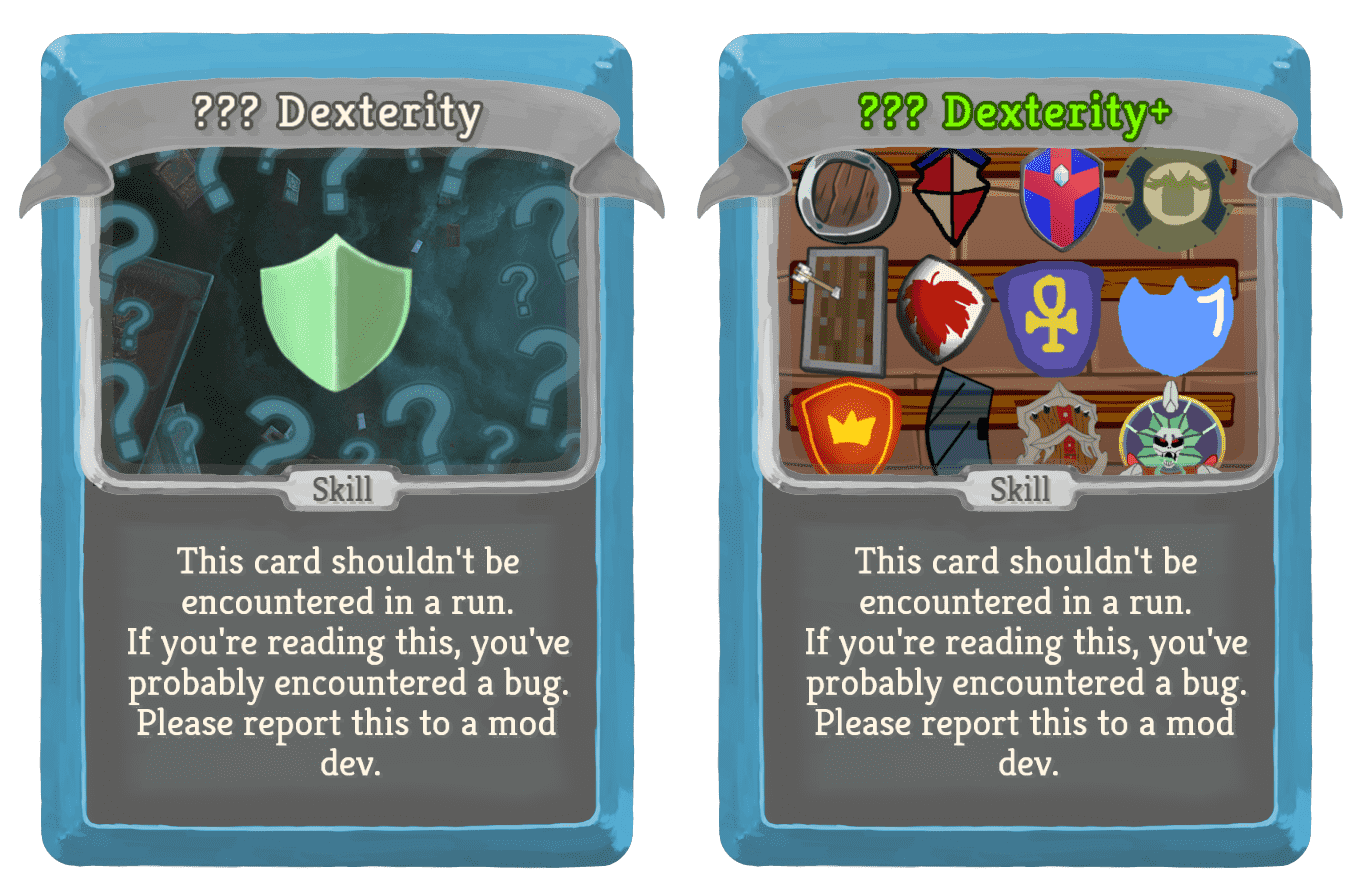 ??? Dexterity
Skill
This card shouldn't be
encountered in a run.
If you're reading this, you've
probably encountered a bug.
Please report this to a mod
dev.
??? Dexterity+
Skill
This card shouldn't be
encountered in a run.
If you're reading this, you've
probably encountered a bug.
Please report this to a mod
dev.